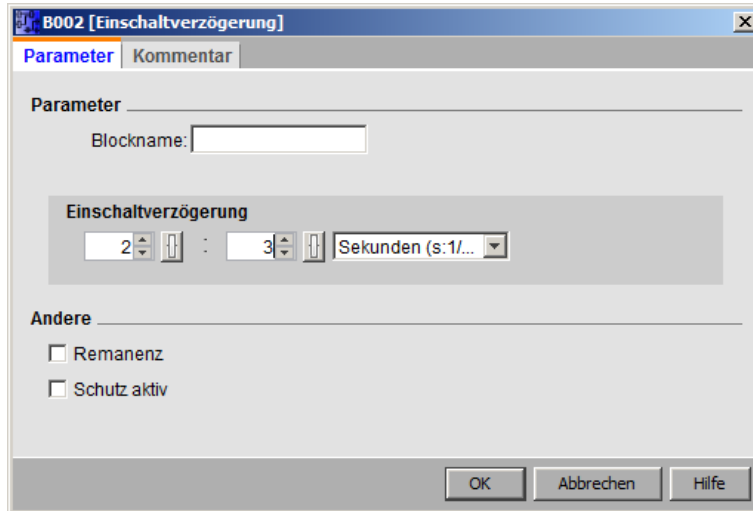 B002 [Einschaltverzögerung]
Parameter Kommentar
Parameter
Blockname:
Einschaltverzögerung
2 : 3 Sekunden (s:1/...
Andere
Remanenz
Schutz aktiv
OK Abbrechen Hilfe